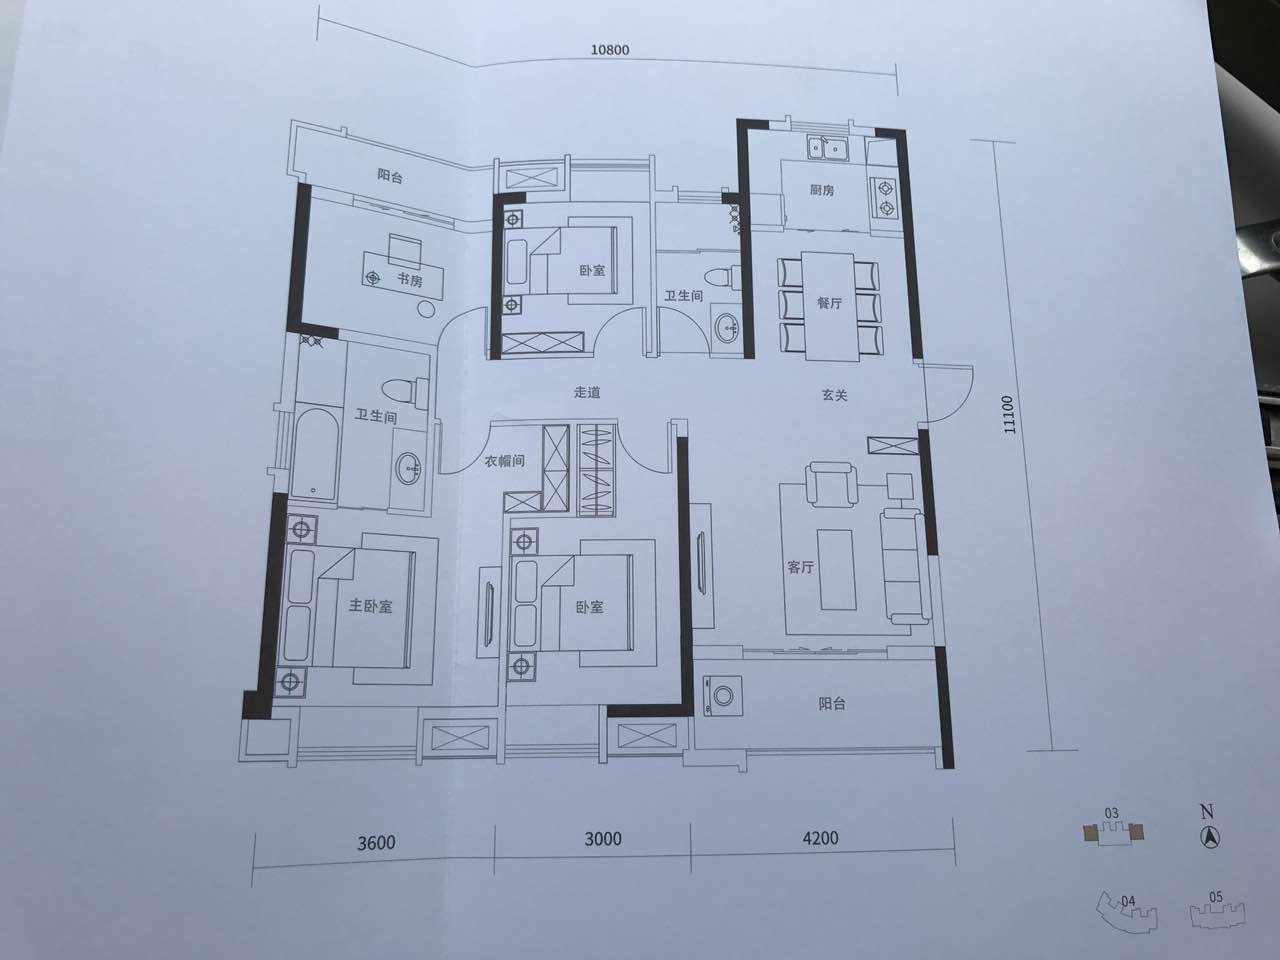 10800
阳台
厨房
卧室
书房
卫生间
餐厅
走道
玄关
11100
卫生间
衣帽间
客厅
主卧室
卧室
阳台
3600
3000
4200
03
N
04
05